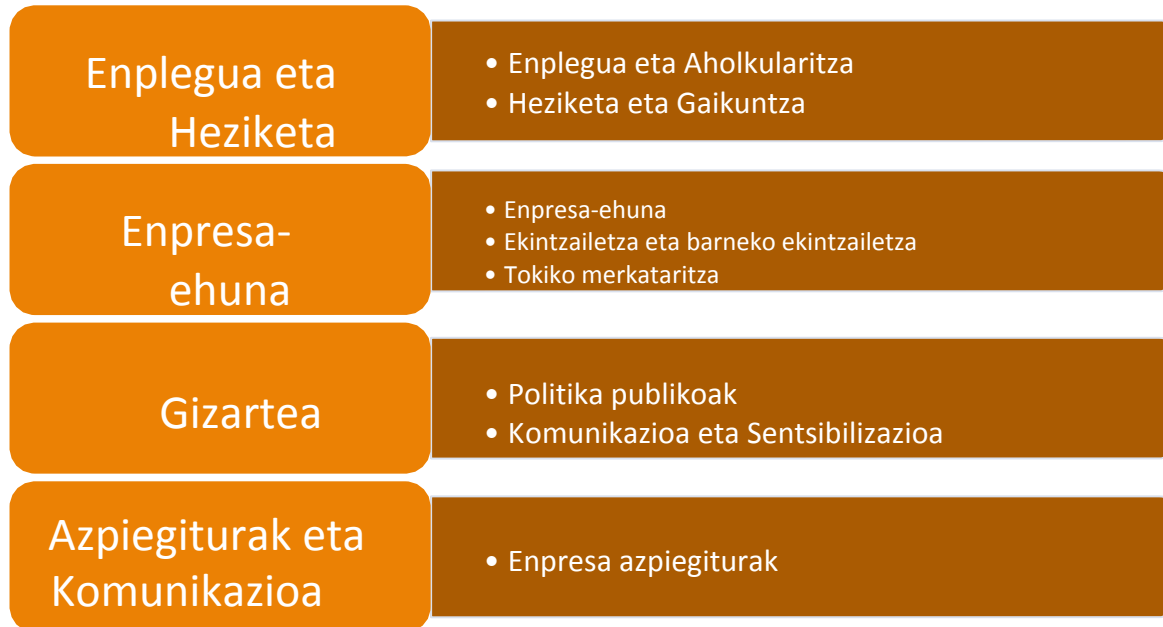 Enplegua eta
Heziketa
• Enplegua eta Aholkularitza
• Heziketa eta Gaikuntza
Enpresa-
ehuna
• Enpresa-ehuna
• Ekintzailetza eta barneko ekintzailetza
• Tokiko merkataritza
Gizartea
• Politika publikoak
• Komunikazioa eta Sentsibilizazioa
Azpiegiturak eta
Komunikazioa
• Enpresa azpiegiturak